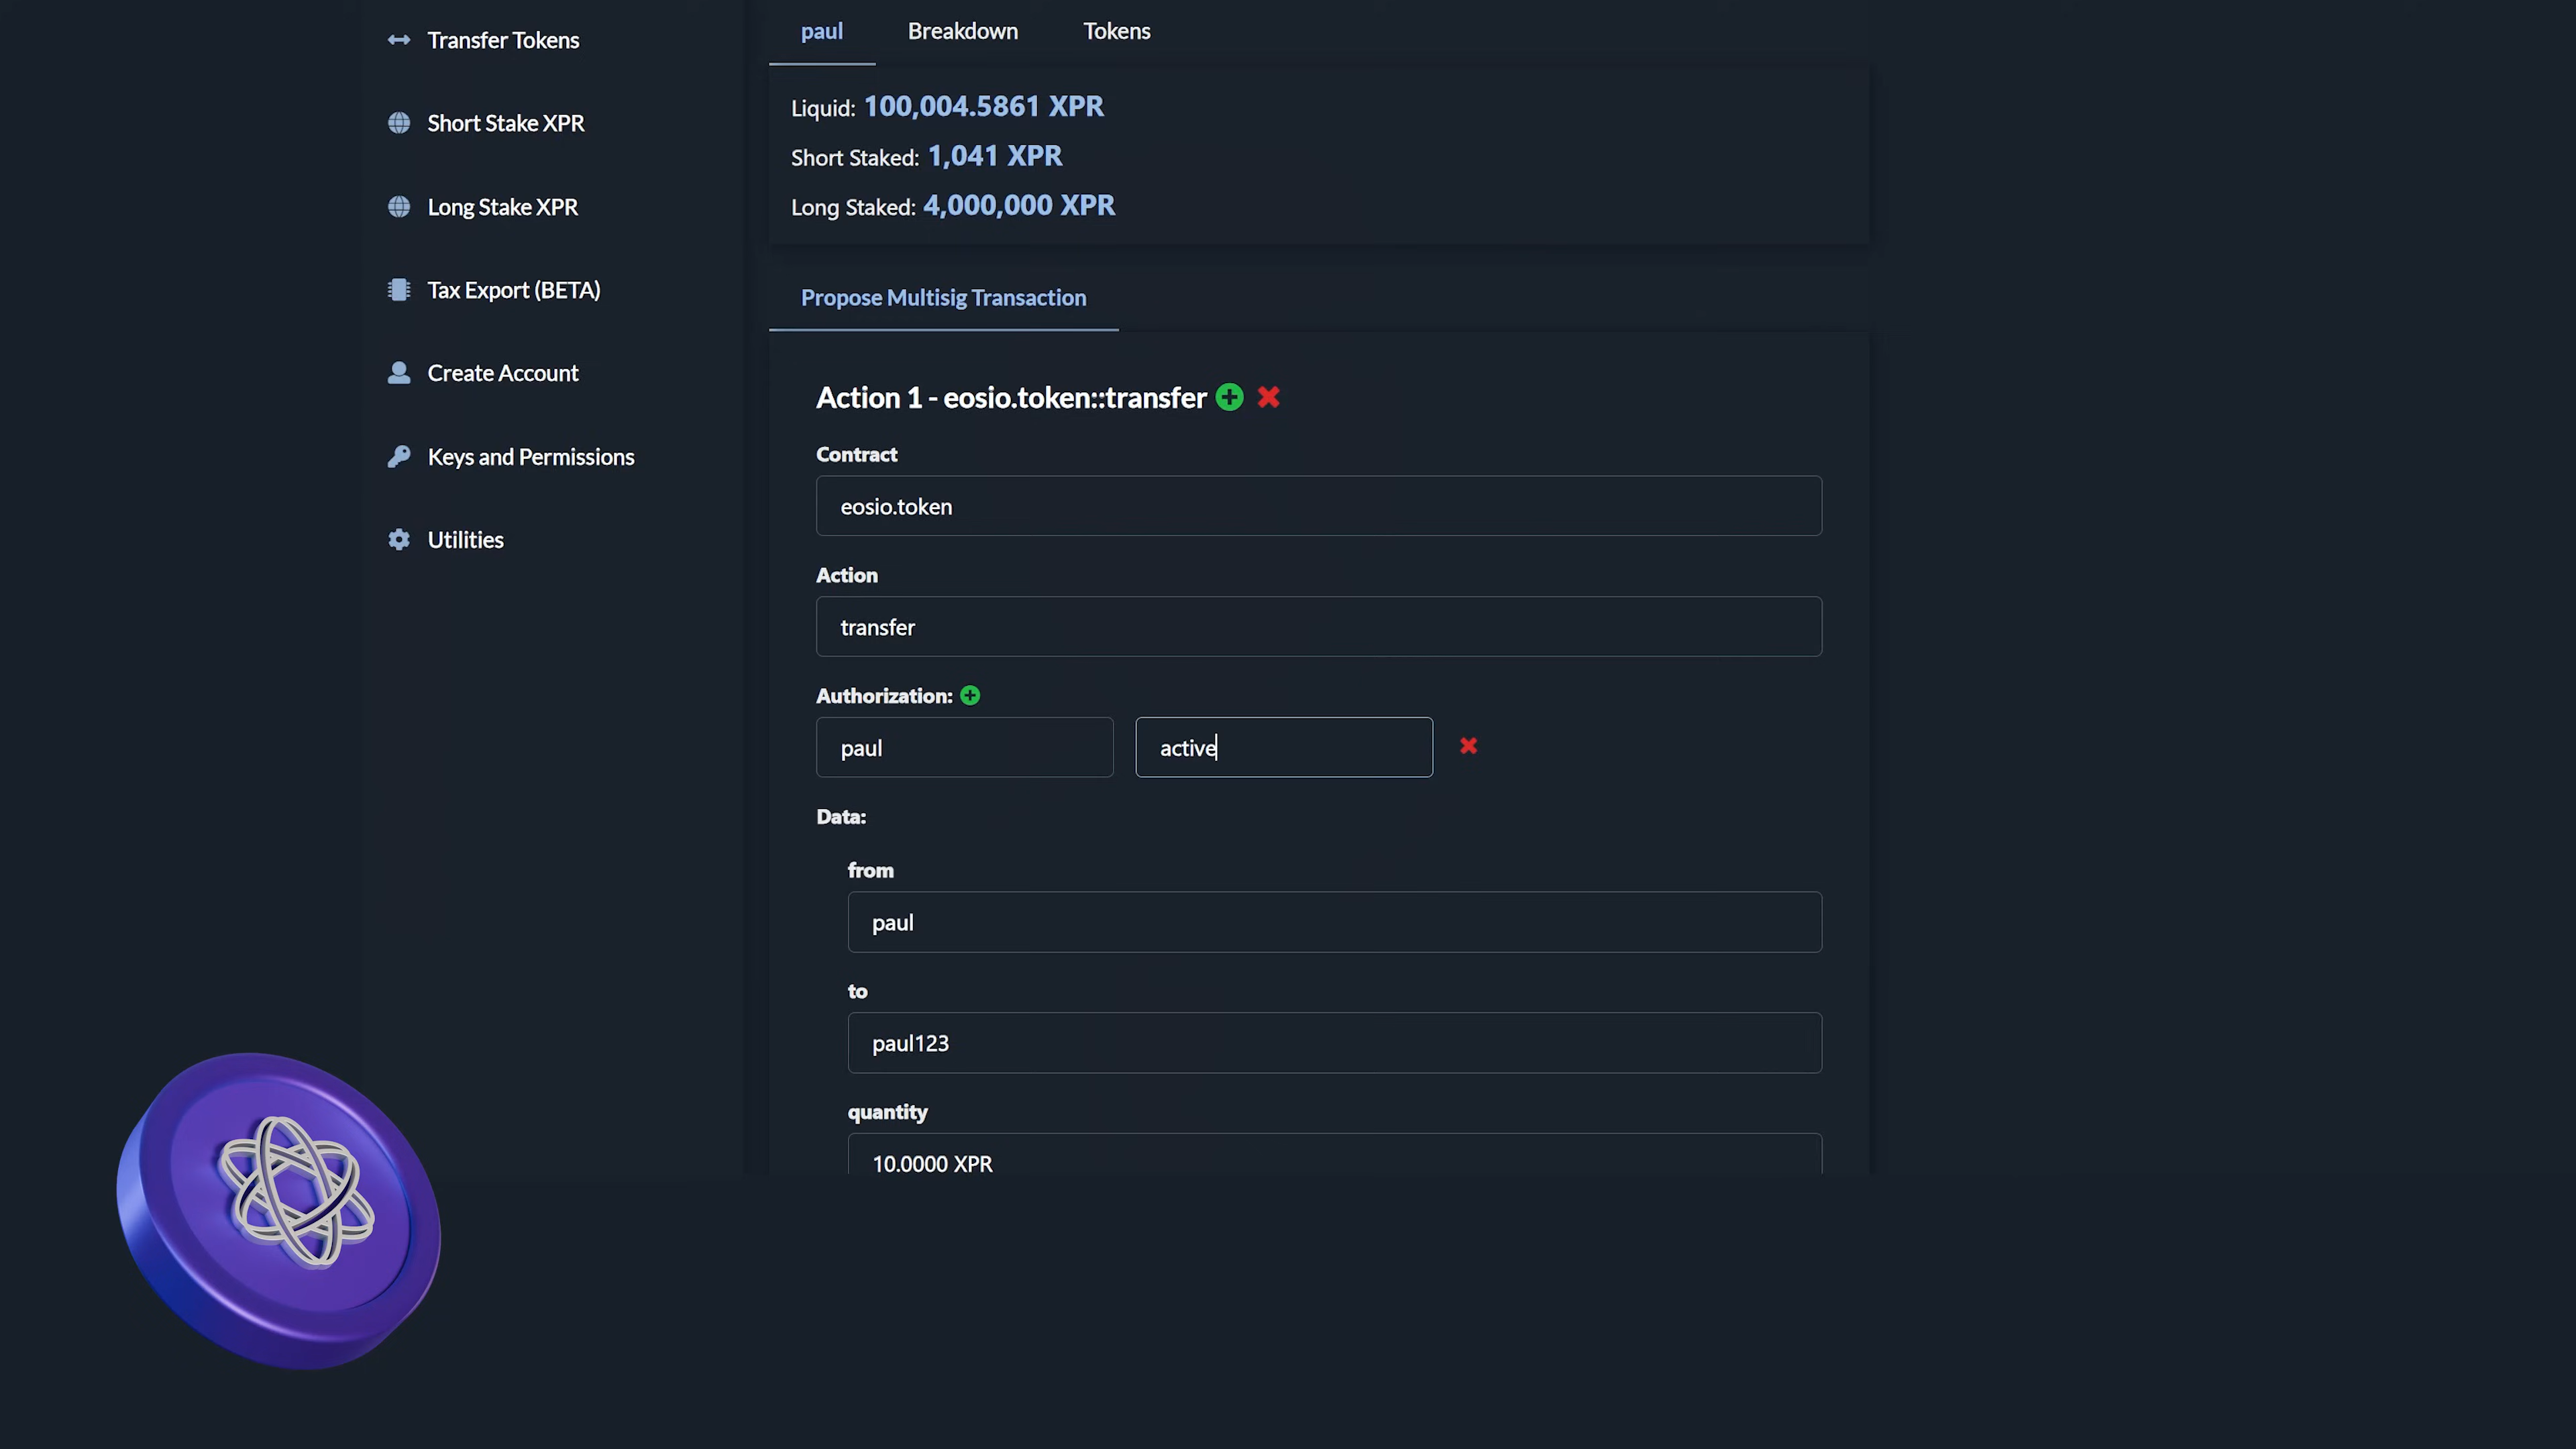 Transfer Tokens
Short Stake XPR
Long Stake XPR
Tax Export (BETA)
Create Account
Keys and Permissions
Utilities
paul Breakdown Tokens
Liquid: 100,004.5861 XPR
Short Staked: 1,041 XPR
Long Staked: 4,000,000 XPR
Propose Multisig Transaction
Action 1 - eosio.token::transfer
Contract
eosio.token
Action
transfer
Authorization:
paul active
Data:
from
paul
to
paul123
quantity
10.0000 XPR